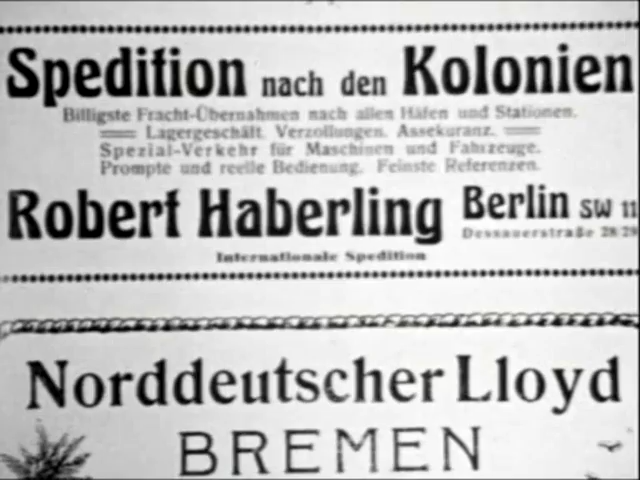 Spedition nach den Kolonien
Billigste Fracht-Übernahmen nach allen Häfen und Stationen.
Lagergeschäft. Verzollungen. Assekuranz.
Spezial-Verkehr für Maschinen und Fahrzeuge.
Prompte und reelle Bedienung. Feinste Referenzen.
Robert Haberling Berlin SW 11
Dessauerstraße 28/29
Internationale Spedition
Norddeutscher Lloyd
BREMEN